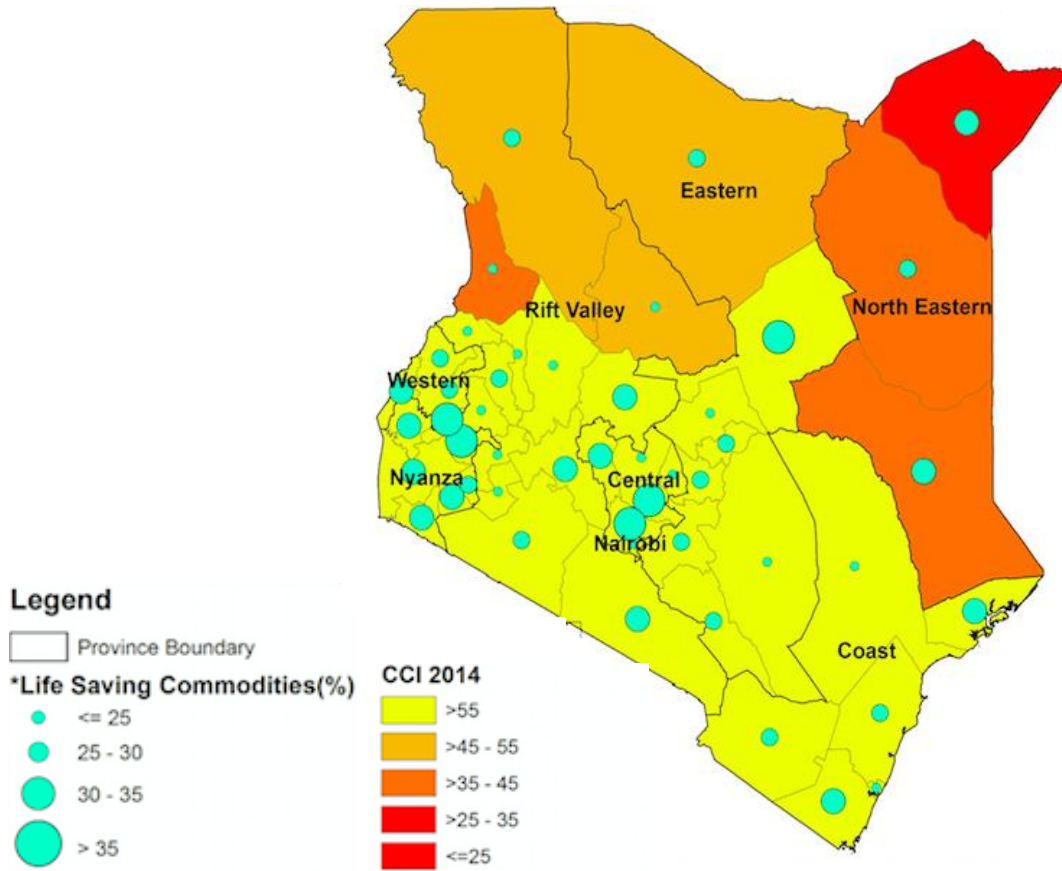 Eastern
North Eastern
Rift Valley
Western
Nyanza
Central
Nairobi
Coast
Legend
Province Boundary
*Life Saving Commodities(%)
<= 25
25 - 30
30 - 35
> 35
CCI 2014
>55
>45 - 55
>35 - 45
>25 - 35
<=25